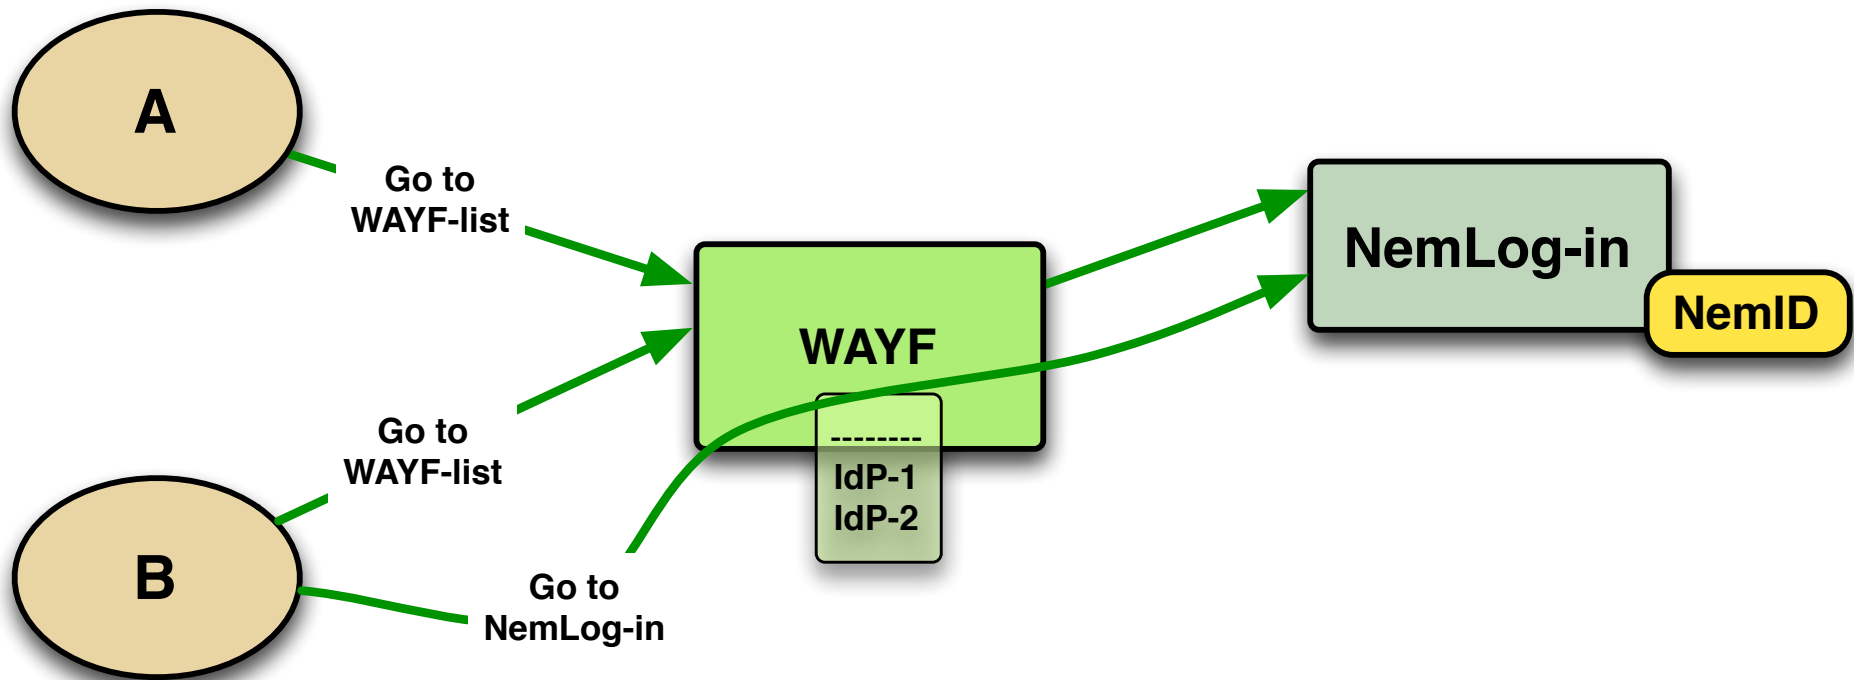 A
Go to
WAYF-list
NemLog-in
NemID
WAYF
--------
IdP-1
IdP-2
Go to
WAYF-list
B
Go to
NemLog-in